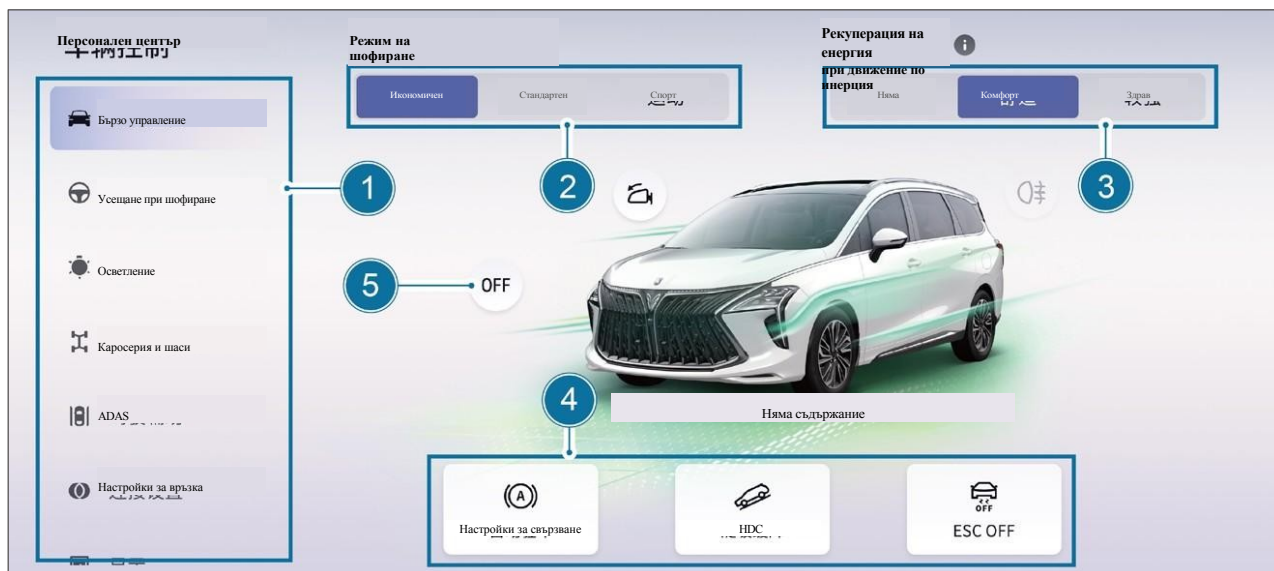 Персонален център
Режим на
шофиране
Рекуперация на
енергия
при движение по
инерция
Икономичен
Стандартен
Спорт
Няма
Комфорт
Здрав
Бързо управление
Усещане при шофиране
Осветление
Каросерия и шаси
ADAS
Настройки за връзка
1
2
3
5
OFF
4
Няма съдържание
A
OFF
Настройки за свързване
HDC
ESC OFF